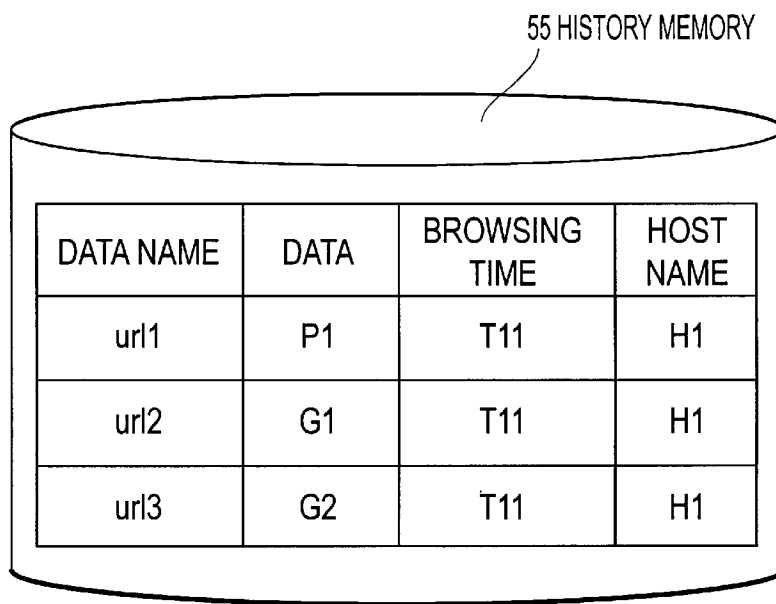 55 HISTORY MEMORY
DATA NAME DATA BROWSING TIME HOST NAME
url1 P1 T11 H1
url2 G1 T11 H1
url3 G2 T11 H1